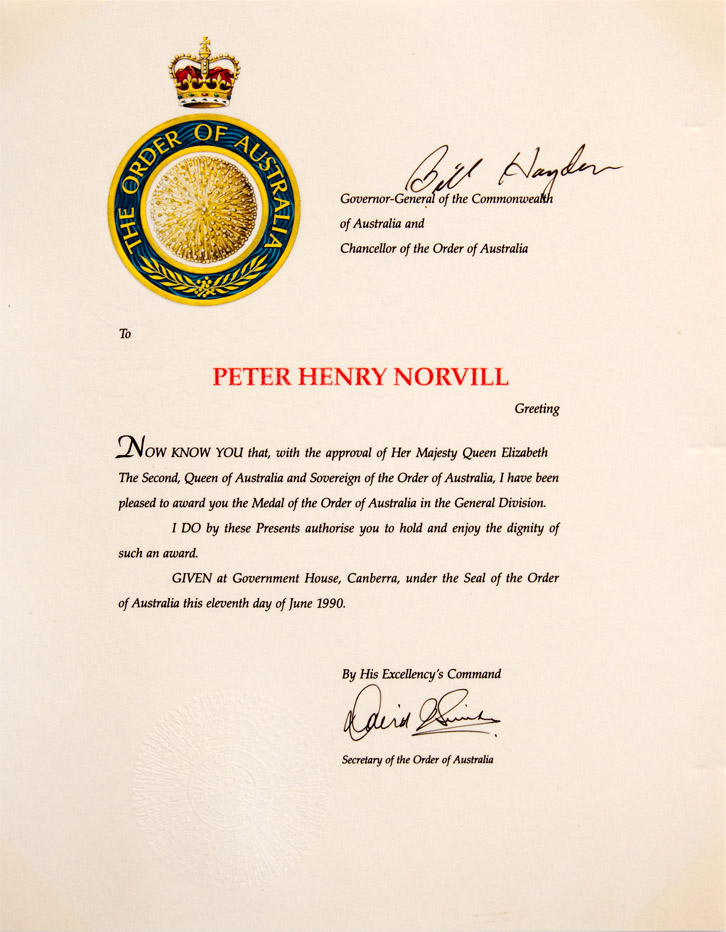 THE ORDER OF AUSTRALIA
Bill Hayden
Governor-General of the Commonwealth
of Australia and
Chancellor of the Order of Australia
To
PETER HENRY NORVILL
Greeting
NOW KNOW YOU that, with the approval of Her Majesty Queen Elizabeth
The Second, Queen of Australia and Sovereign of the Order of Australia, I have been
pleased to award you the Medal of the Order of Australia in the General Division.
I DO by these Presents authorise you to hold and enjoy the dignity of
such an award.
GIVEN at Government House, Canberra, under the Seal of the Order
of Australia this eleventh day of June 1990.
By His Excellency's Command
David
Secretary of the Order of Australia